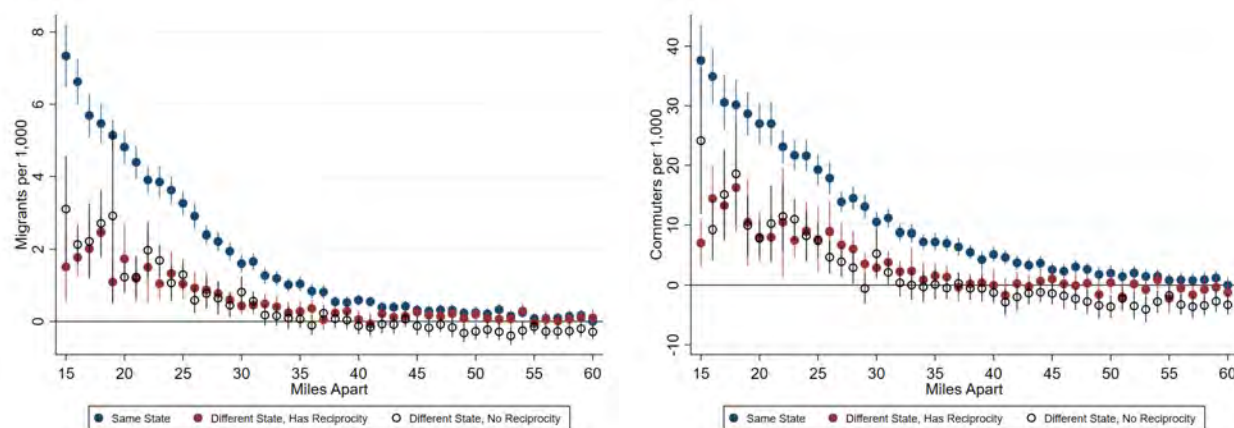 8
6
4
2
0
Migrants per 1,000
15 20 25 30 35 40 45 50 55 60
Miles Apart
Same State Different State, Has Reciprocity Different State, No Reciprocity
40
30
20
10
0
-10
Commuters per 1,000
15 20 25 30 35 40 45 50 55 60
Miles Apart
Same State Different State, Has Reciprocity Different State, No Reciprocity